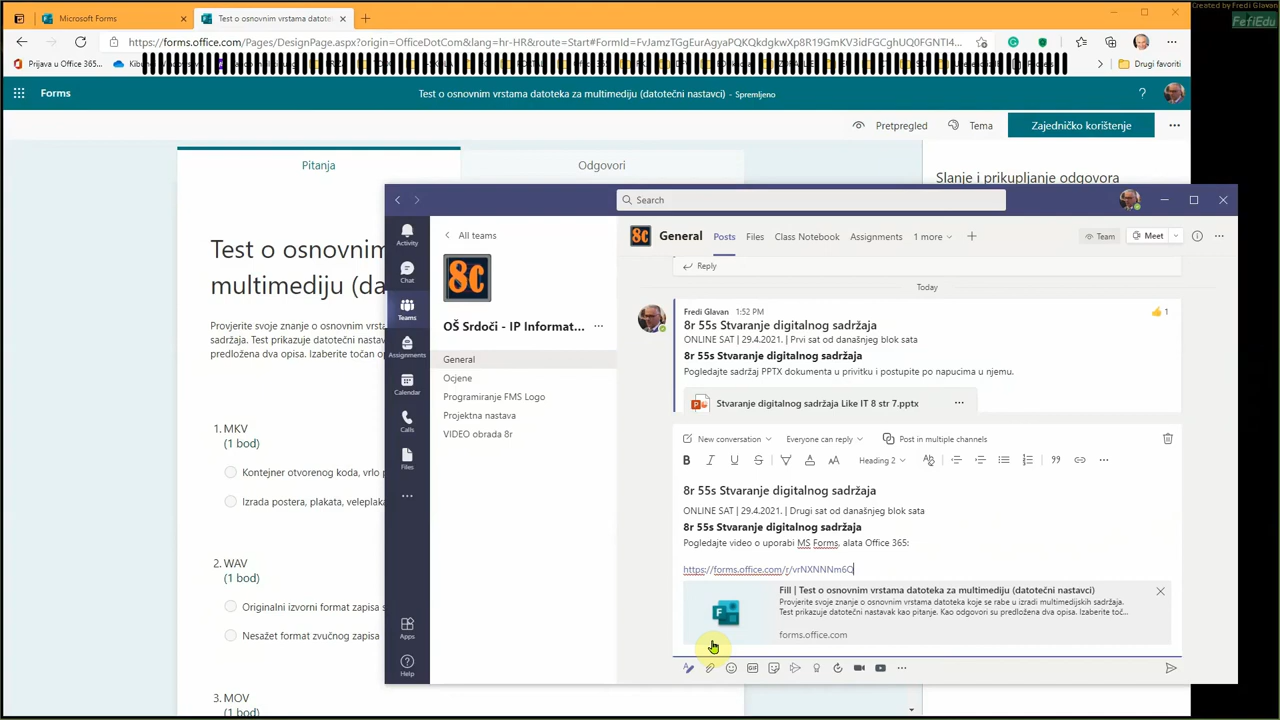 Created by Fredi Glavan
FefiEdu
Microsoft Forms
Test o osnovnim vrstama datotek
https://forms.office.com/Pages/DesignPage.aspx?origin=OfficeDotCom&lang=hr-HR&route=Start#FormId=FvJamzTGgEurAgyaPQKQkdgkwXp8R19GmKV3idFGCghUQ0FGNTI4...
Prijava u Office 365...
Drugi favoriti
Forms
Test o osnovnim vrstama datoteka za multimediju (datotečni nastavci) - Spremljeno
?
Pretpregled
Tema
Zajedničko korištenje
Pitanja
Odgovori
Slanje i prikupljanje odgovora
Test o osnovnim
multimediju (da
Provjerite svoje znanje o osnovnim vrsta
sadržaja. Test prikazuje datotečni nastav
predložena dva opisa. Izaberite točan op
1. MKV
(1 bod)
Kontejner otvorenog koda, vrlo p
Izrada postera, plakata, veleplaka
2. WAV
(1 bod)
Originalni izvorni format zapisa s
Nesažet format zvučnog zapisa
3. MOV
(1 bod)
Search
Activity
Chat
Teams
Assignments
Calendar
Calls
Files
Apps
Help
All teams
8c
OŠ Srdoči - IP Informat...
General
Ocjene
Programiranje FMS Logo
Projektna nastava
VIDEO obrada 8r
8c
General
Posts
Files
Class Notebook
Assignments
1 more
Team
Meet
Reply
Today
Fredi Glavan 1:52 PM
1
8r 55s Stvaranje digitalnog sadržaja
ONLINE SAT | 29.4.2021. | Prvi sat od današnjeg blok sata
8r 55s Stvaranje digitalnog sadržaja
Pogledajte sadržaj PPTX dokumenta u privitku i postupite po napucima u njemu.
Stvaranje digitalnog sadržaja Like IT 8 str 7.pptx
New conversation
Everyone can reply
Post in multiple channels
B I U S
Heading 2
8r 55s Stvaranje digitalnog sadržaja
ONLINE SAT | 29.4.2021. | Drugi sat od današnjeg blok sata
8r 55s Stvaranje digitalnog sadržaja
Pogledajte video o uporabi MS Forms, alata Office 365:
https://forms.office.com/r/vrNXNNNm6Q
Fill | Test o osnovnim vrstama datoteka za multimediju (datotečni nastavci)
Provjerite svoje znanje o osnovnim vrstama datoteka koje se rabe u izradi multimedijskih sadržaja.
Test prikazuje datotečni nastavak kao pitanje. Kao odgovori su predložena dva opisa. Izaberite toč...
forms.office.com
GIF